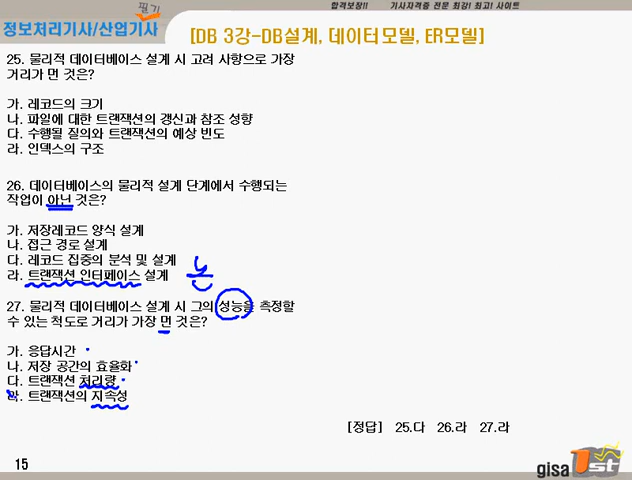 합격보장!! 기사자격증 전문 최강! 최고! 사이트
필기
정보처리기사/산업기사
[DB 3강-DB설계, 데이터모델, ER모델]
25. 물리적 데이터베이스 설계 시 고려 사항으로 가장
거리가 먼 것은?
가. 레코드의 크기
나. 파일에 대한 트랜잭션의 갱신과 참조 성향
다. 수행될 질의와 트랜잭션의 예상 빈도
라. 인덱스의 구조
26. 데이터베이스의 물리적 설계 단계에서 수행되는
작업이 아닌 것은?
가. 저장레코드 양식 설계
나. 접근 경로 설계
다. 레코드 집중의 분석 및 설계
라. 트랜잭션 인터페이스 설계
논
27. 물리적 데이터베이스 설계 시 그의 성능을 측정할
수 있는 척도로 거리가 가장 먼 것은?
가. 응답시간
나. 저장 공간의 효율화
다. 트랜잭션 처리량
라. 트랜잭션의 지속성
[정답] 25.다 26.라 27.라
15
gisa 1st